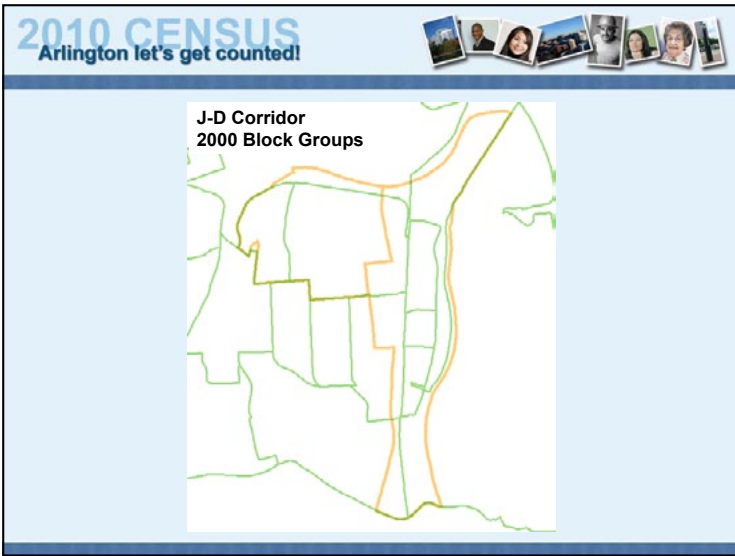 2010 CENSUS
Arlington let's get counted!
J-D Corridor
2000 Block Groups